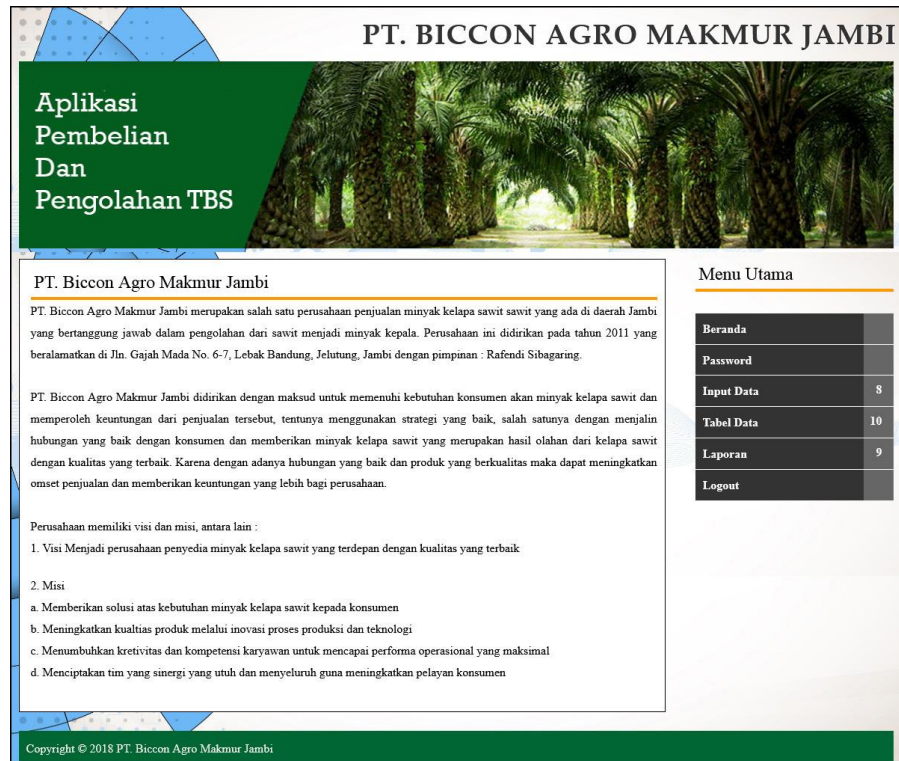 PT. BICCON AGRO MAKMUR JAMBI
Aplikasi
Pembelian
Dan
Pengolahan TBS
PT. Biccon Agro Makmur Jambi
PT. Biccon Agro Makmur Jambi merupakan salah satu perusahaan penjualan minyak kelapa sawit sawit yang ada di daerah Jambi
yang bertanggung jawab dalam pengolahan dari sawit menjadi minyak kepala. Perusahaan ini didirikan pada tahun 2011 yang
beralamatkan di Jln. Gajah Mada No. 6-7, Lebak Bandung, Jelutung, Jambi dengan pimpinan : Rafendi Sibagaring.
PT. Biccon Agro Makmur Jambi didirikan dengan maksud untuk memenuhi kebutuhan konsumen akan minyak kelapa sawit dan
memperoleh keuntungan dari penjualan tersebut, tentunya menggunakan strategi yang baik, salah satunya dengan menjalin
hubungan yang baik dengan konsumen dan memberikan minyak kelapa sawit yang merupakan hasil olahan dari kelapa sawit
dengan kualitas yang terbaik. Karena dengan adanya hubungan yang baik dan produk yang berkualitas maka dapat meningkatkan
omset penjualan dan memberikan keuntungan yang lebih bagi perusahaan.
Perusahaan memiliki visi dan misi, antara lain :
1. Visi Menjadi perusahaan penyedia minyak kelapa sawit yang terdepan dengan kualitas yang terbaik
2. Misi
a. Memberikan solusi atas kebutuhan minyak kelapa sawit kepada konsumen
b. Meningkatkan kualtias produk melalui inovasi proses produksi dan teknologi
c. Menumbuhkan kretivitas dan kompetensi karyawan untuk mencapai performa operasional yang maksimal
d. Menciptakan tim yang sinergi yang utuh dan menyeluruh guna meningkatkan pelayan konsumen
Menu Utama
Beranda
Password
Input Data 8
Tabel Data 10
Laporan 9
Logout
Copyright © 2018 PT. Biccon Agro Makmur Jambi